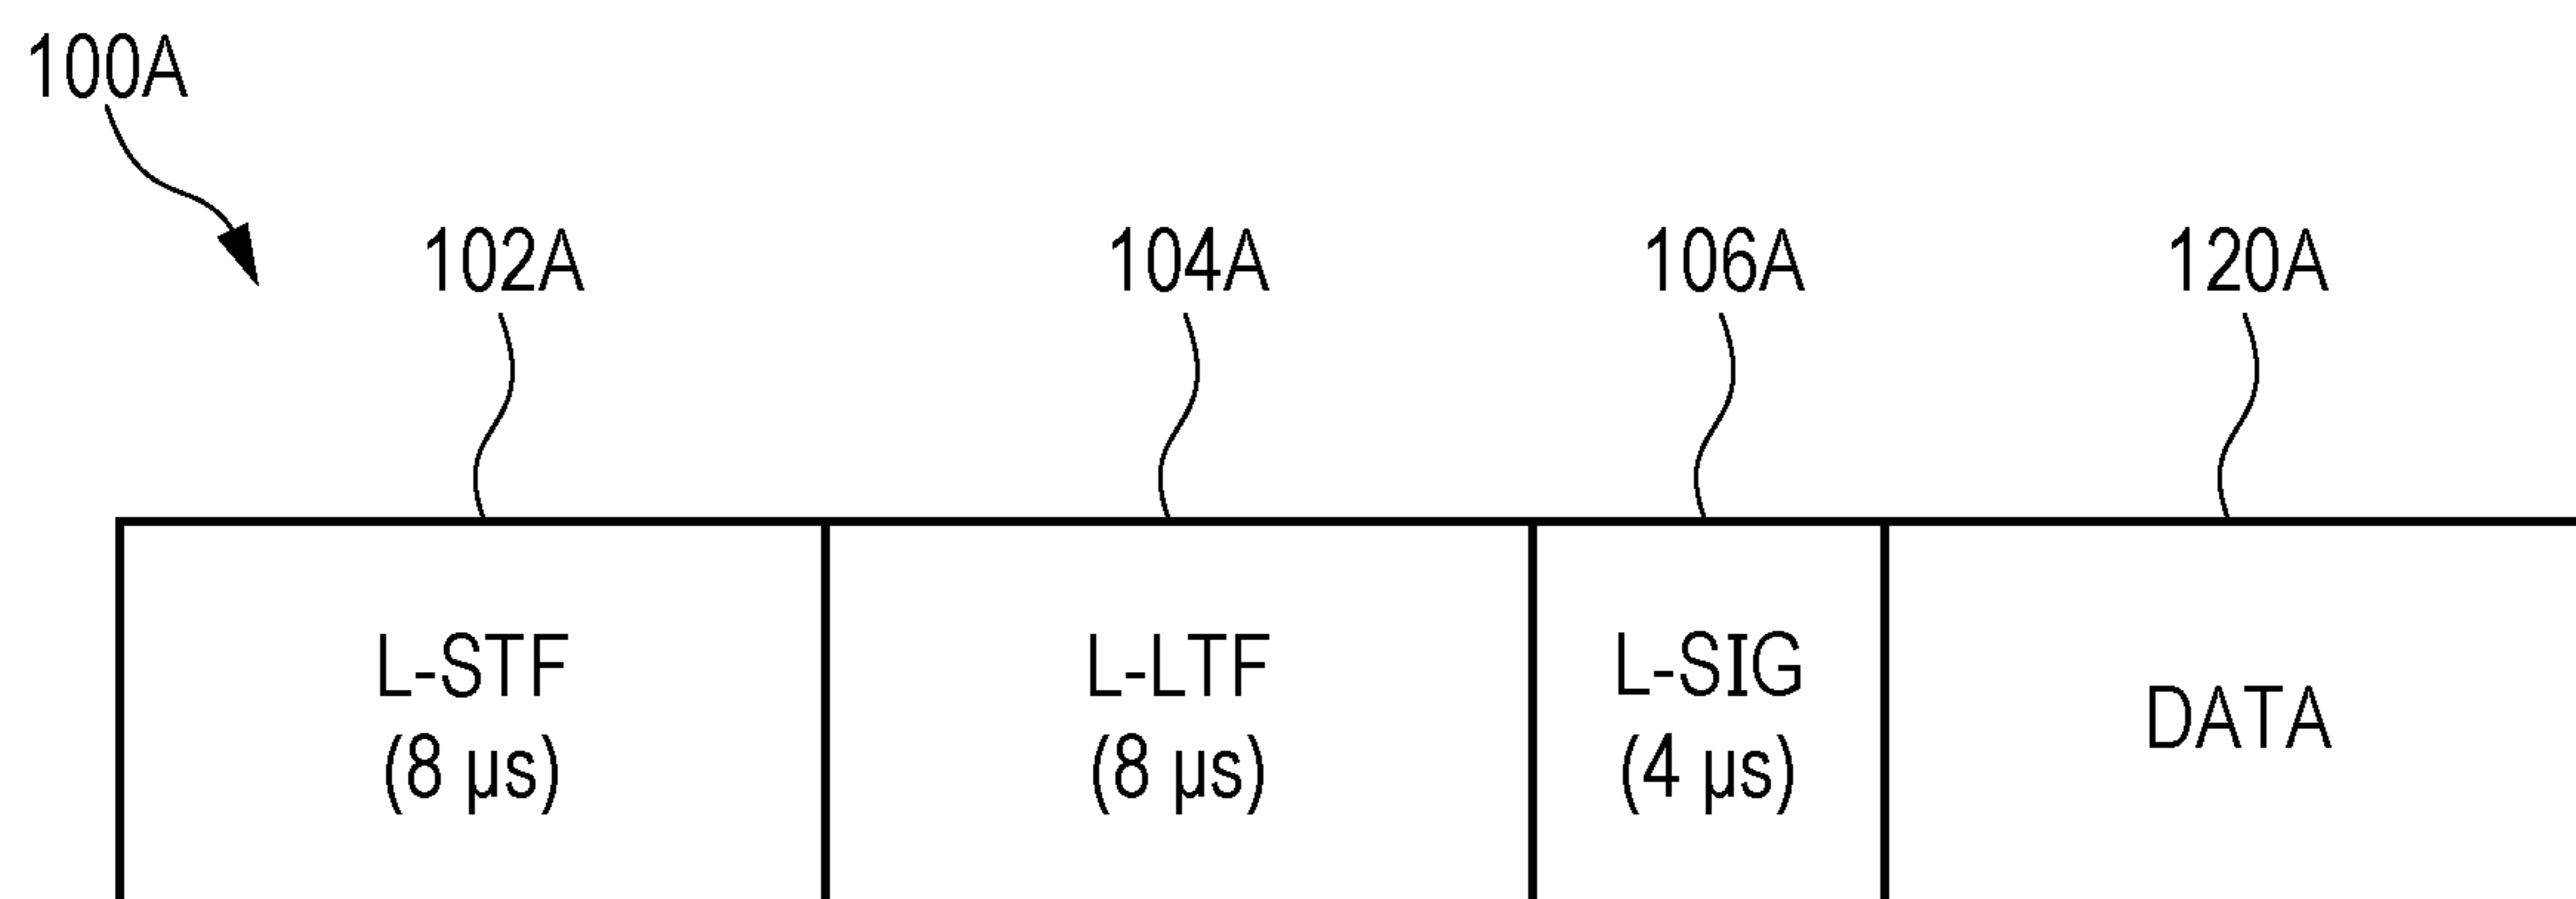 100A
102A
104A
106A
120A
L-STF
(8 µs)
L-LTF
(8 µs)
L-SIG
(4 µs)
DATA